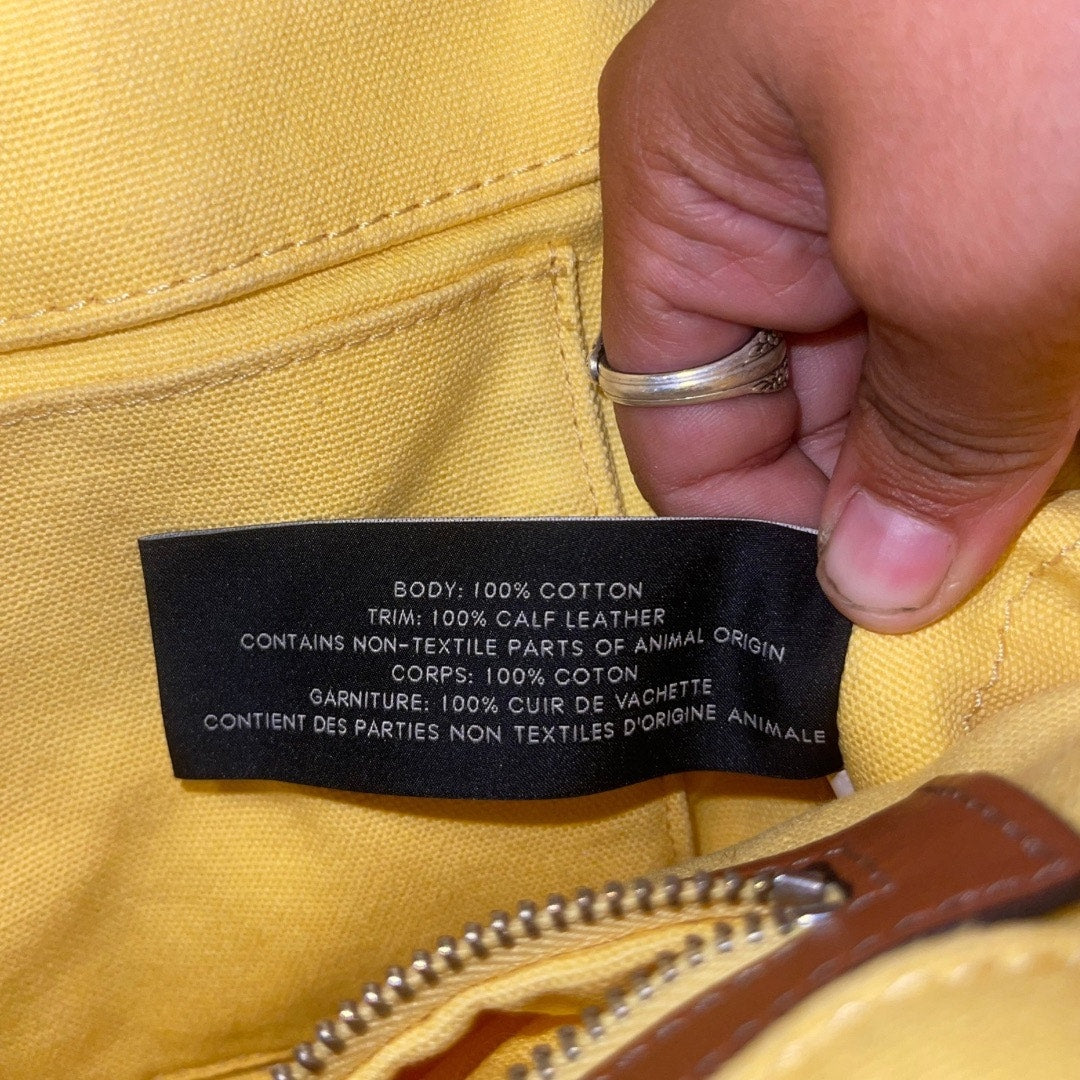 BODY: 100% COTTON
TRIM: 100% CALF LEATHER
CONTAINS NON-TEXTILE PARTS OF ANIMAL ORIGIN
CORPS: 100% COTON
GARNITURE: 100% CUIR DE VACHETTE
CONTIENT DES PARTIES NON TEXTILES D'ORIGINE ANIMALE